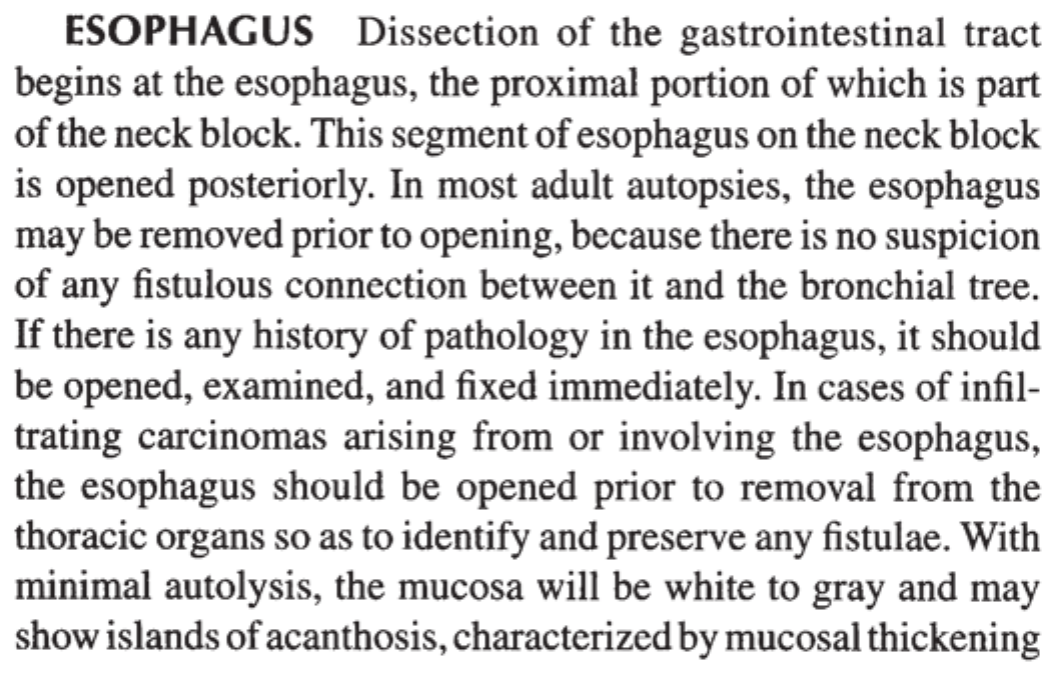 ESOPHAGUS Dissection of the gastrointestinal tract
begins at the esophagus, the proximal portion of which is part
of the neck block. This segment of esophagus on the neck block
is opened posteriorly. In most adult autopsies, the esophagus
may be removed prior to opening, because there is no suspicion
of any fistulous connection between it and the bronchial tree.
If there is any history of pathology in the esophagus, it should
be opened, examined, and fixed immediately. In cases of infil-
trating carcinomas arising from or involving the esophagus,
the esophagus should be opened prior to removal from the
thoracic organs so as to identify and preserve any fistulae. With
minimal autolysis, the mucosa will be white to gray and may
show islands of acanthosis, characterized by mucosal thickening